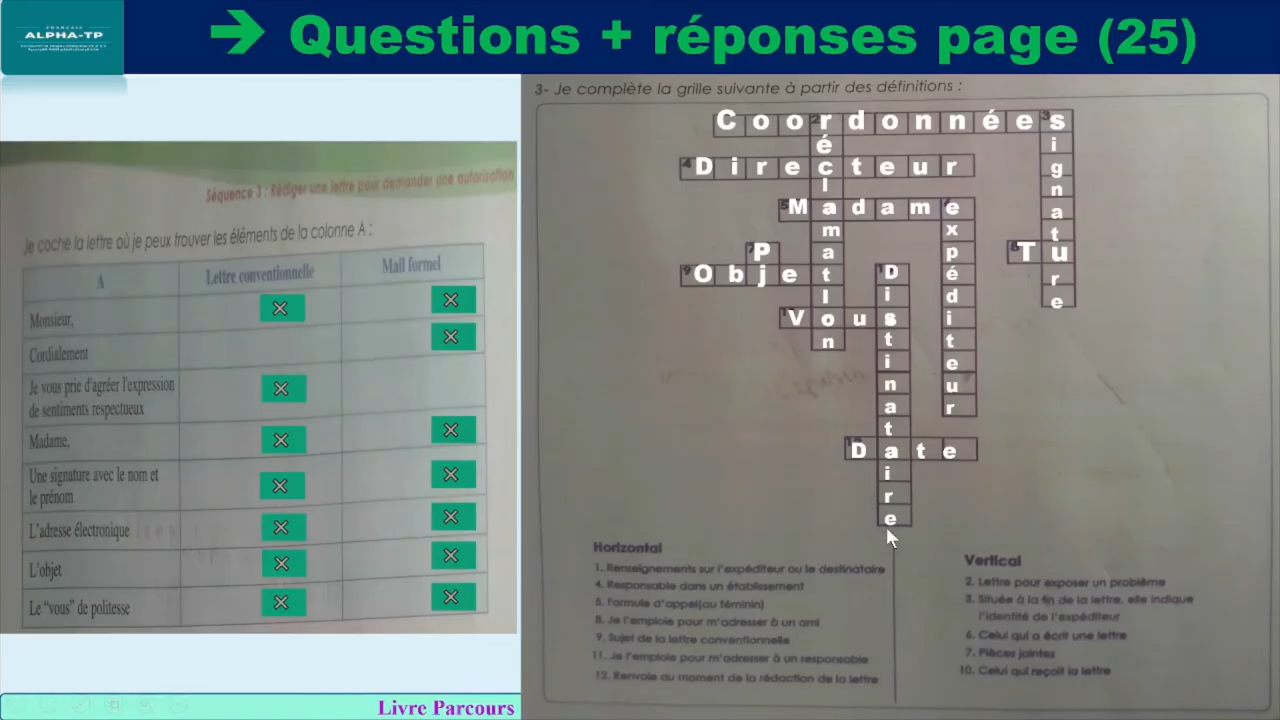 FRANÇAIS
ALPHA-TP
→ Questions + réponses page (25)
Séquence 3 : Rédiger une lettre pour demander une autorisation
Je coche la lettre où je peux trouver les éléments de la colonne A :
A Lettre conventionnelle Mail formel
Monsieur, X X
Cordialement X
Je vous prie d'agréer l'expression
de sentiments respectueux X
Madame, X X
Une signature avec le nom et
le prénom X X
L'adresse électronique X X
L'objet X X
Le "vous" de politesse X X
Livre Parcours
3- Je complète la grille suivante à partir des définitions :
Coordonnées
réclamatIon
signature
Directeur
Madame
expéditeur
Pj
Tu
Obje
Distinataire
Vous
Date
Horizontal
1. Renseignements sur l'expéditeur ou le destinataire
4. Responsable dans un établissement
5. Formule d'appel(au féminin)
8. Je l'emploie pour m'adresser à un ami
9. Sujet de la lettre conventionnelle
11. Je l'emploie pour m'adresser à un responsable
12. Renvoie au moment de la rédaction de la lettre
Vertical
2. Lettre pour exposer un problème
3. Située à la fin de la lettre, elle indique
l'identité de l'expéditeur
6. Celui qui a écrit une lettre
7. Pièces jointes
10. Celui qui reçoit la lettre